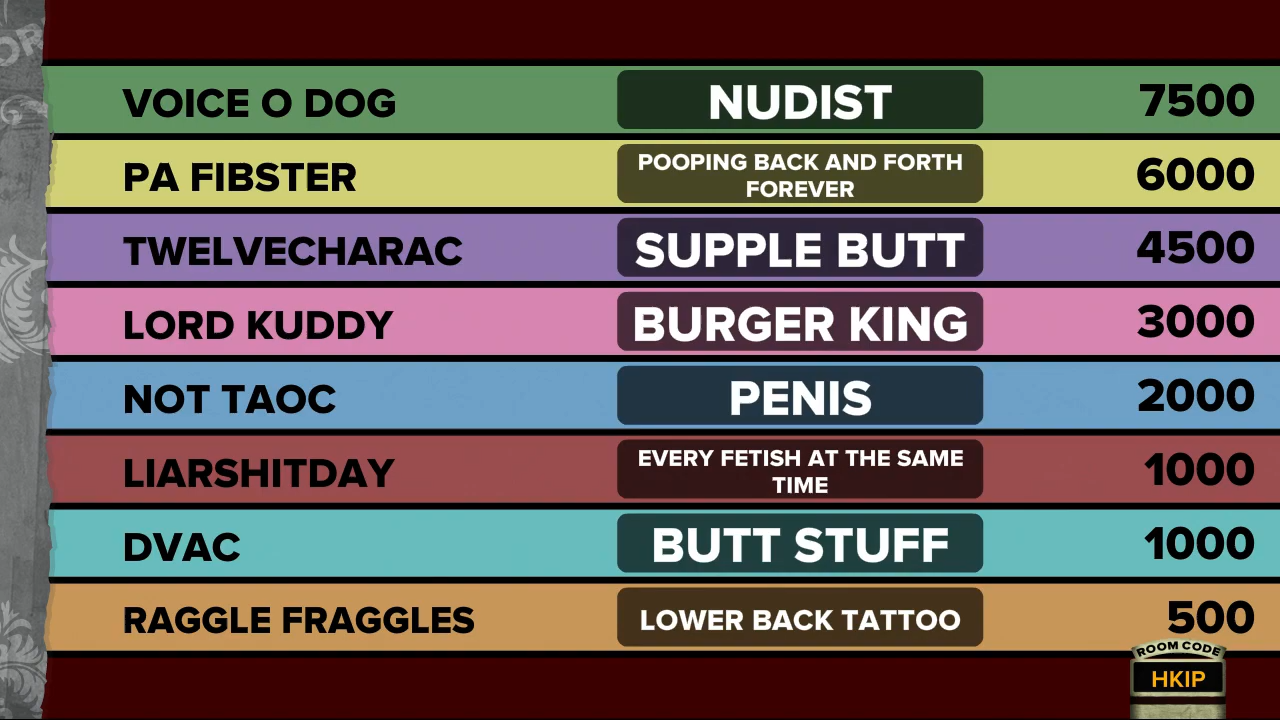 VOICE O DOG NUDIST 7500
PA FIBSTER POOPING BACK AND FORTH FOREVER 6000
TWELVECHARAC SUPPLE BUTT 4500
LORD KUDDY BURGER KING 3000
NOT TAOC PENIS 2000
LIARSHITDAY EVERY FETISH AT THE SAME TIME 1000
DVAC BUTT STUFF 1000
RAGGLE FRAGGLES LOWER BACK TATTOO 500
ROOM CODE
HKIP